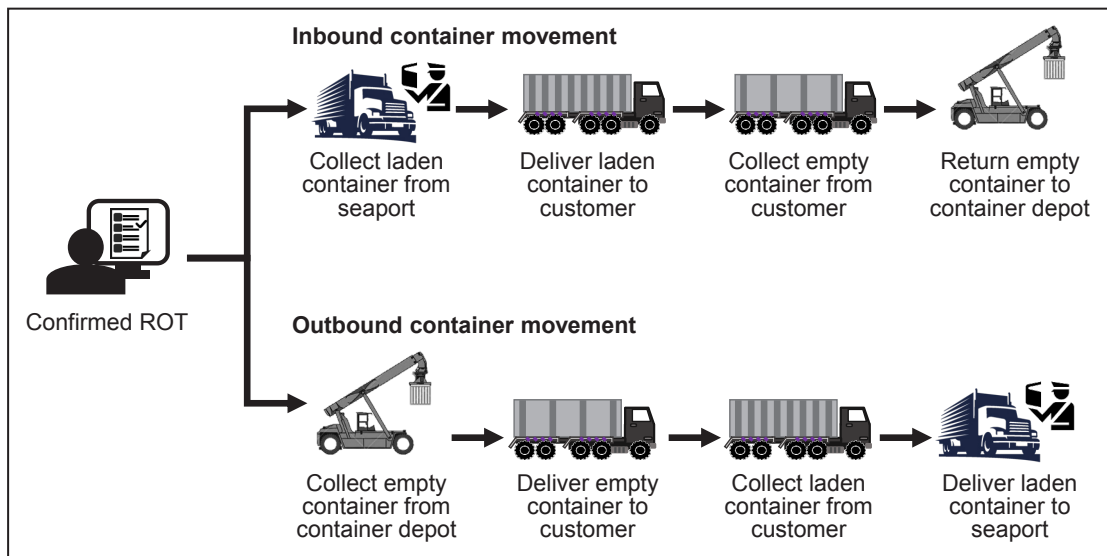 Inbound container movement
Collect laden
container from
seaport
Deliver laden
container to
customer
Collect empty
container from
customer
Return empty
container to
container depot
Confirmed ROT
Outbound container movement
Collect empty
container from
container depot
Deliver empty
container to
customer
Collect laden
container from
customer
Deliver laden
container to
seaport